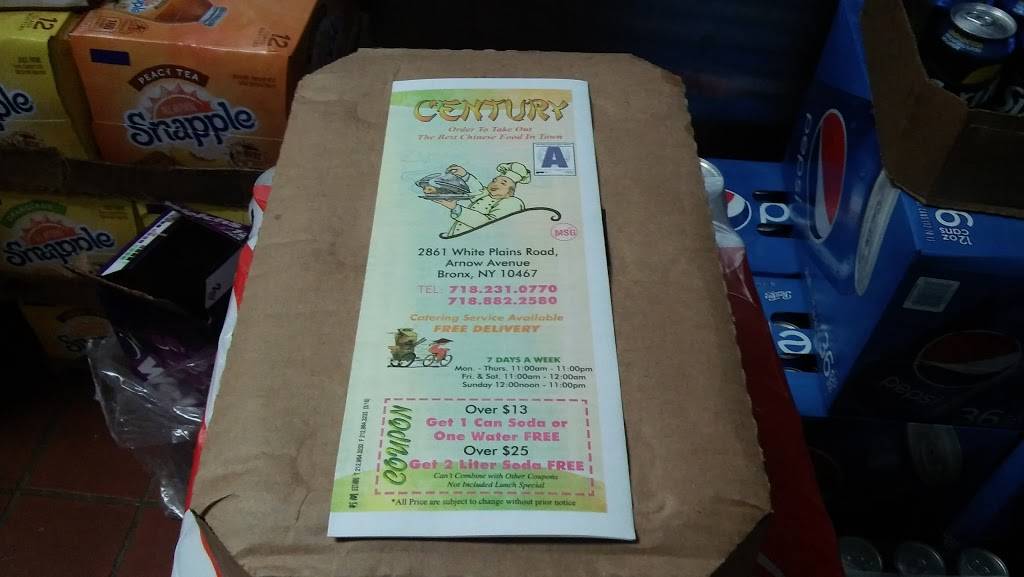 CENTURY
Order To Take Out
The Best Chinese Food In Town
A
MSG
2861 White Plains Road,
Arnow Avenue
Bronx, NY 10467
TEL: 718.231.0770
718.882.2580
Catering Service Available
FREE DELIVERY
7 DAYS A WEEK
Mon. - Thurs. 11:00am - 11:00pm
Fri. & Sat. 11:00am - 12:00am
Sunday 12:00noon - 11:00pm
COUPON
Over $13
Get 1 Can Soda or
One Water FREE
Over $25
Get 2 Liter Soda FREE
Can't Combine with Other Coupons
Not Included Lunch Special
*All Price are subject to change without prior notice
PEACH TEA
Snapple
12
Snapple
12
pepsi
36
12 oz
cans
pepsi